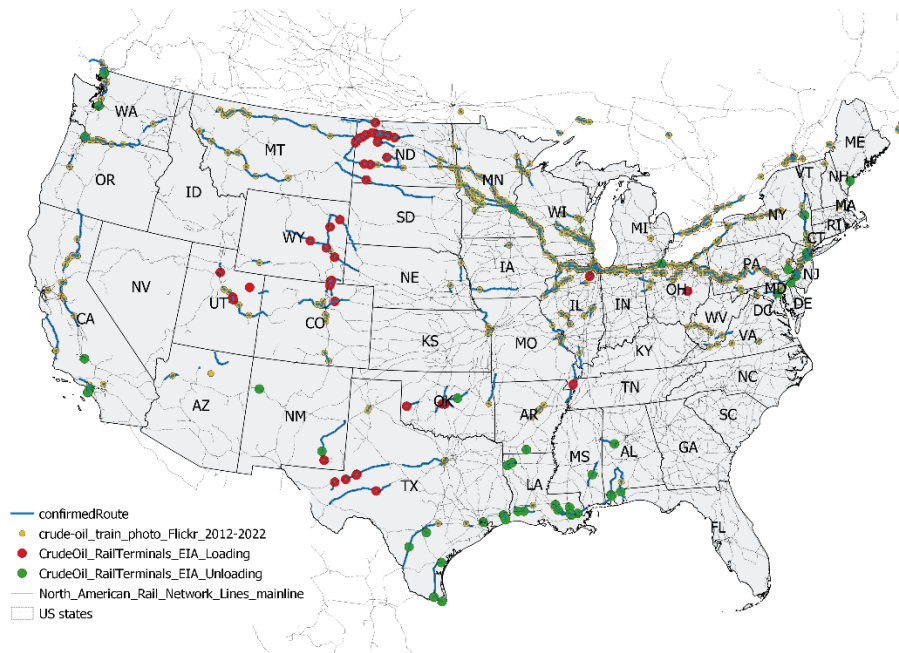 WA
MT
ND
MN
ME
VT
NH
OR
ID
SD
WI
MI
NY
MA
RI
CT
WY
NE
IA
PA
NJ
NV
UT
CO
IL
IN
OH
MD
DE
DC
WV
VA
CA
KS
MO
KY
NC
TN
AZ
NM
OK
AR
SC
MS
AL
GA
TX
LA
FL
confirmedRoute
crude-oil_train_photo_Flickr_2012-2022
CrudeOil_RailTerminals_EIA_Loading
CrudeOil_RailTerminals_EIA_Unloading
North_American_Rail_Network_Lines_mainline
US states